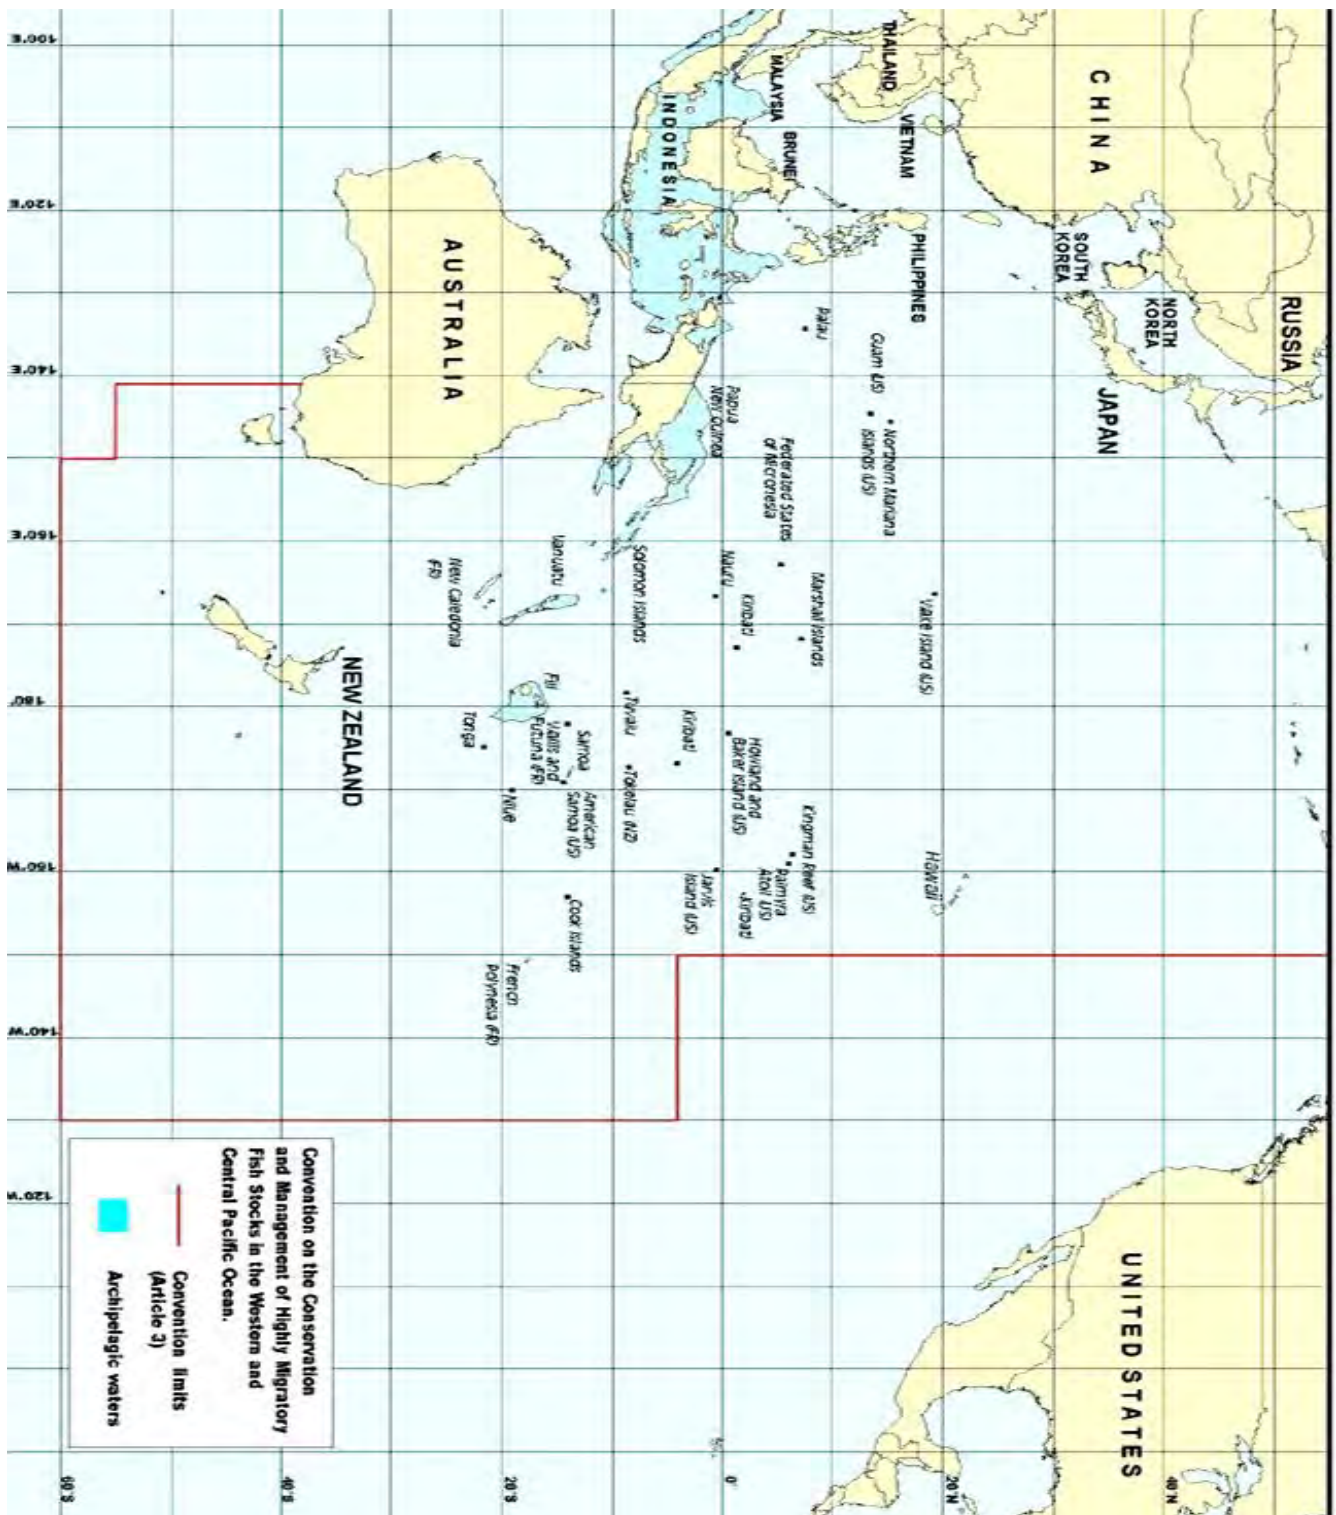 100°E
120°E
140°E
160°E
180°
160°W
140°W
120°W
60°S
40°S
20°S
0°
20°N
40°N
RUSSIA
CHINA
NORTH
KOREA
SOUTH
KOREA
JAPAN
THAILAND
VIETNAM
MALAYSIA
BRUNEI
PHILIPPINES
INDONESIA
AUSTRALIA
NEW ZEALAND
UNITED STATES
Palau
Guam (US)
Northern Mariana
Islands (US)
Federated States
of Micronesia
Papua
New Guinea
Wake Island (US)
Marshall Islands
Nauru
Kiribati
Solomon Islands
Vanuatu
New Caledonia
(FR)
Fiji
Tuvalu
Kiribati
Howland and
Baker Island (US)
Kingman Reef (US)
Palmyra
Atoll (US)
Kiribati
Jarvis
Island (US)
Hawaii
Tokelau (NZ)
Samoa
Wallis and
Futuna (FR)
American
Samoa (US)
Tonga
Niue
Cook Islands
French
Polynesia (FR)
Convention on the Conservation
and Management of Highly Migratory
Fish Stocks in the Western and
Central Pacific Ocean.
Convention limits
(Article 3)
Archipelagic waters